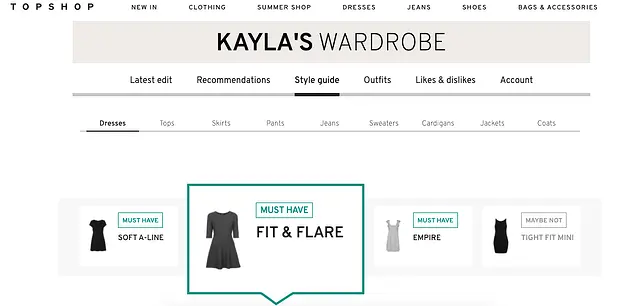 TOPSHOP NEW IN CLOTHING SUMMER SHOP DRESSES JEANS SHOES BAGS & ACCESSORIES
KAYLA'S WARDROBE
Latest edit Recommendations Style guide Outfits Likes & dislikes Account
Dresses Tops Skirts Pants Jeans Sweaters Cardigans Jackets Coats
MUST HAVE
SOFT A-LINE
MUST HAVE
FIT & FLARE
MUST HAVE
EMPIRE
MAYBE NOT
TIGHT FIT MINI